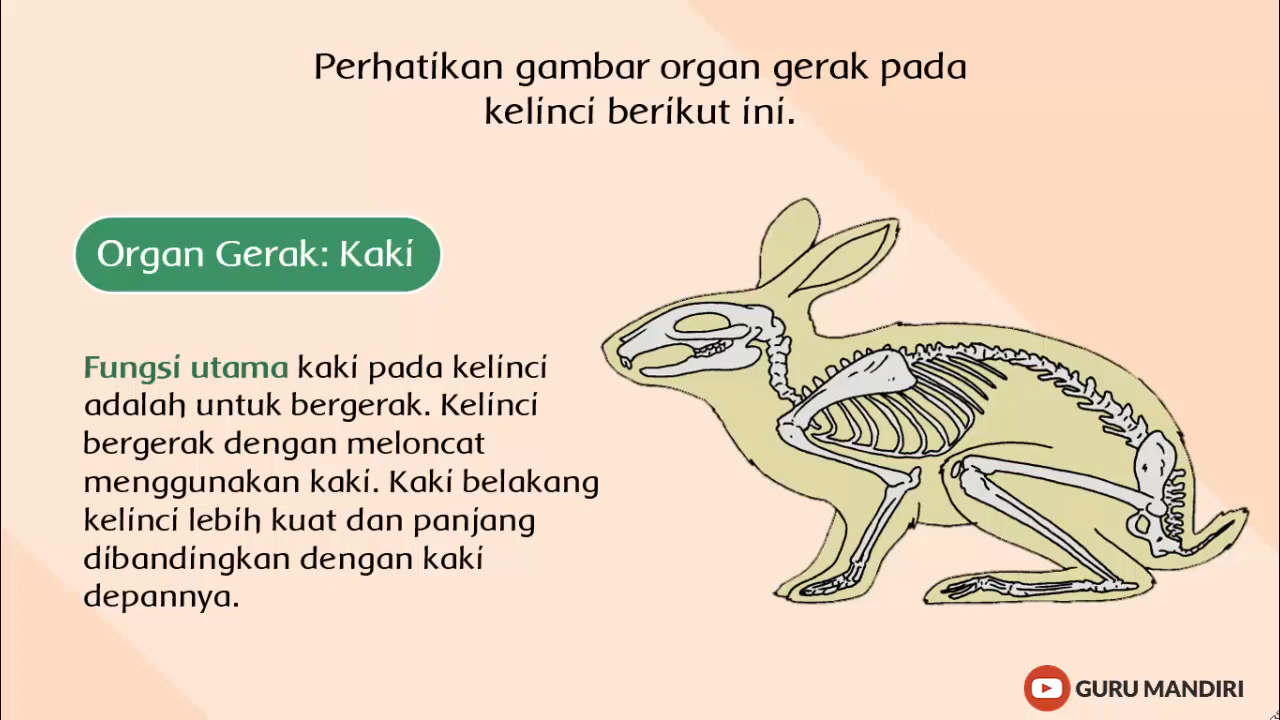 Perhatikan gambar organ gerak pada
kelinci berikut ini.
Organ Gerak: Kaki
Fungsi utama kaki pada kelinci
adalah untuk bergerak. Kelinci
bergerak dengan meloncat
menggunakan kaki. Kaki belakang
kelinci lebih kuat dan panjang
dibandingkan dengan kaki
depannya.
GURU MANDIRI